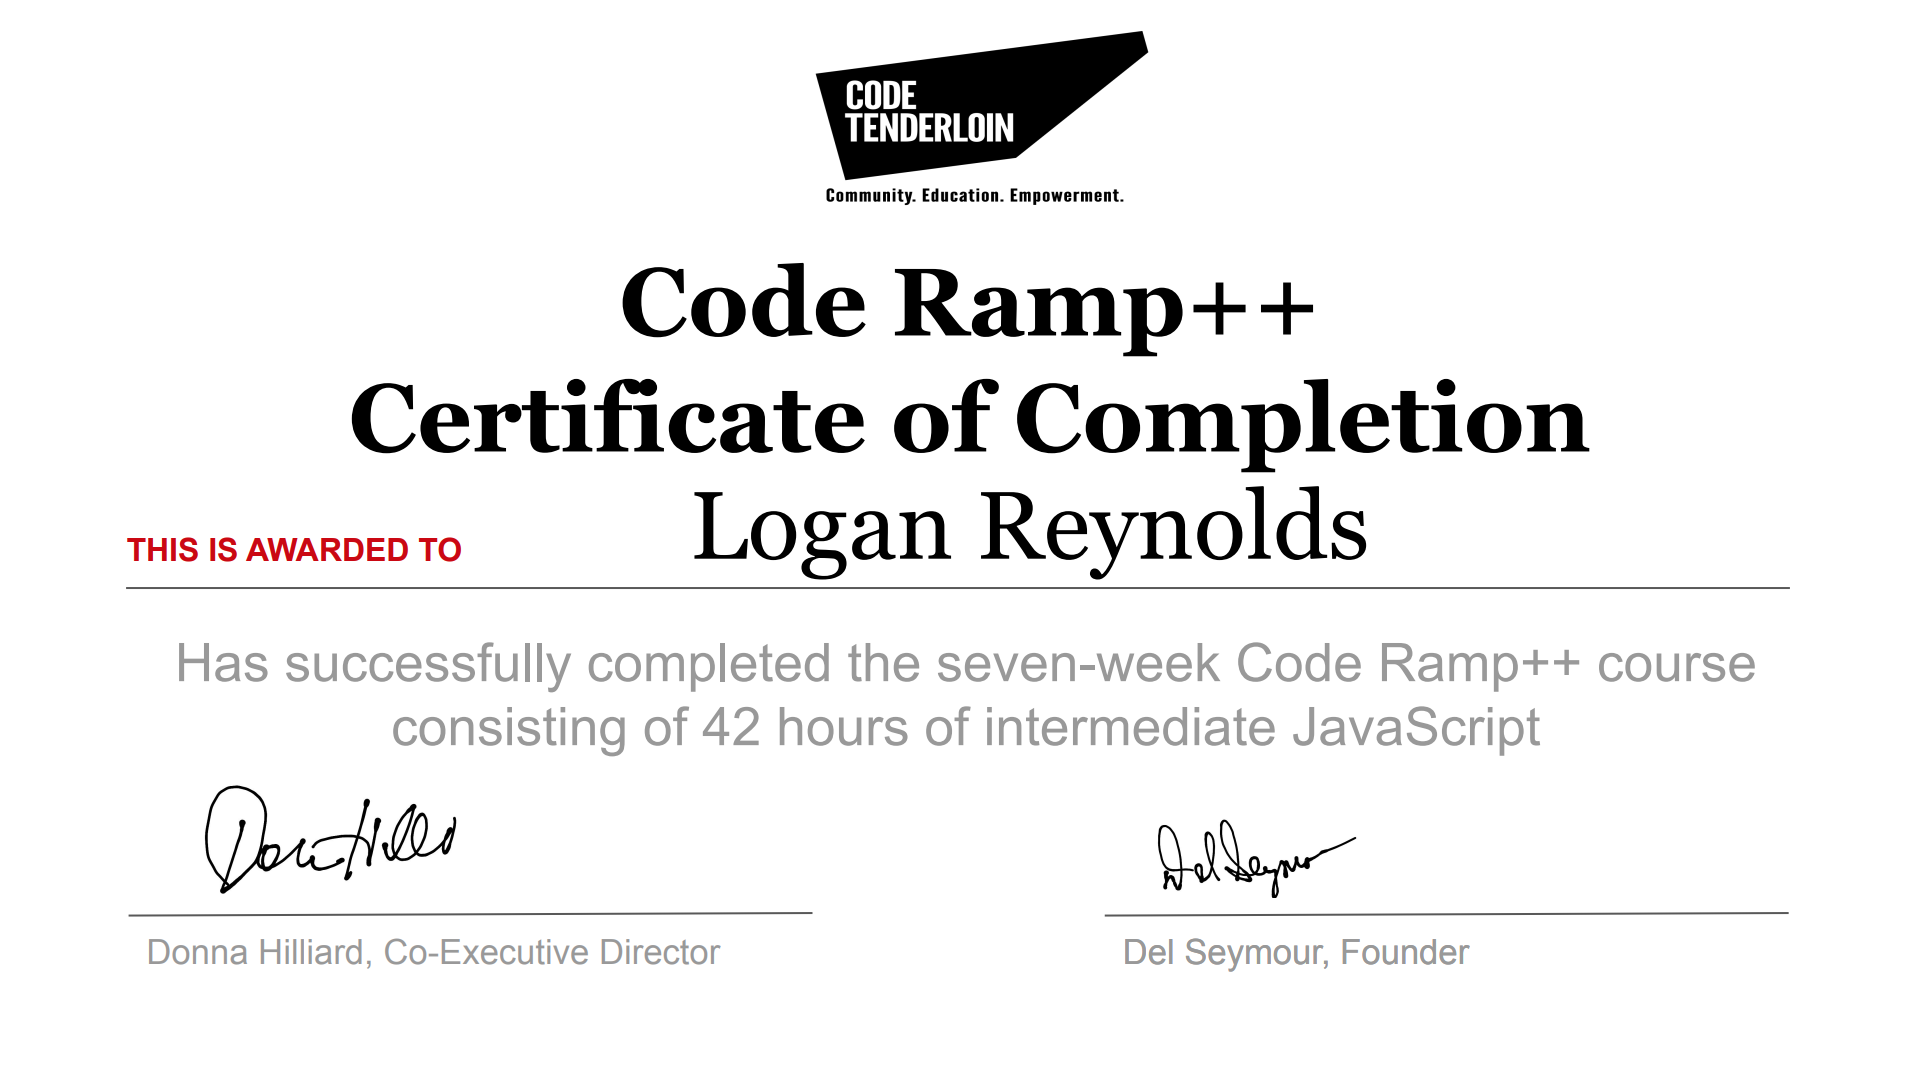 CODE
TENDERLOIN
Community. Education. Empowerment.
Code Ramp++
Certificate of Completion
THIS IS AWARDED TO Logan Reynolds
Has successfully completed the seven-week Code Ramp++ course
consisting of 42 hours of intermediate JavaScript
Del Seymour
Donna Hilliard, Co-Executive Director
Del Seymour, Founder